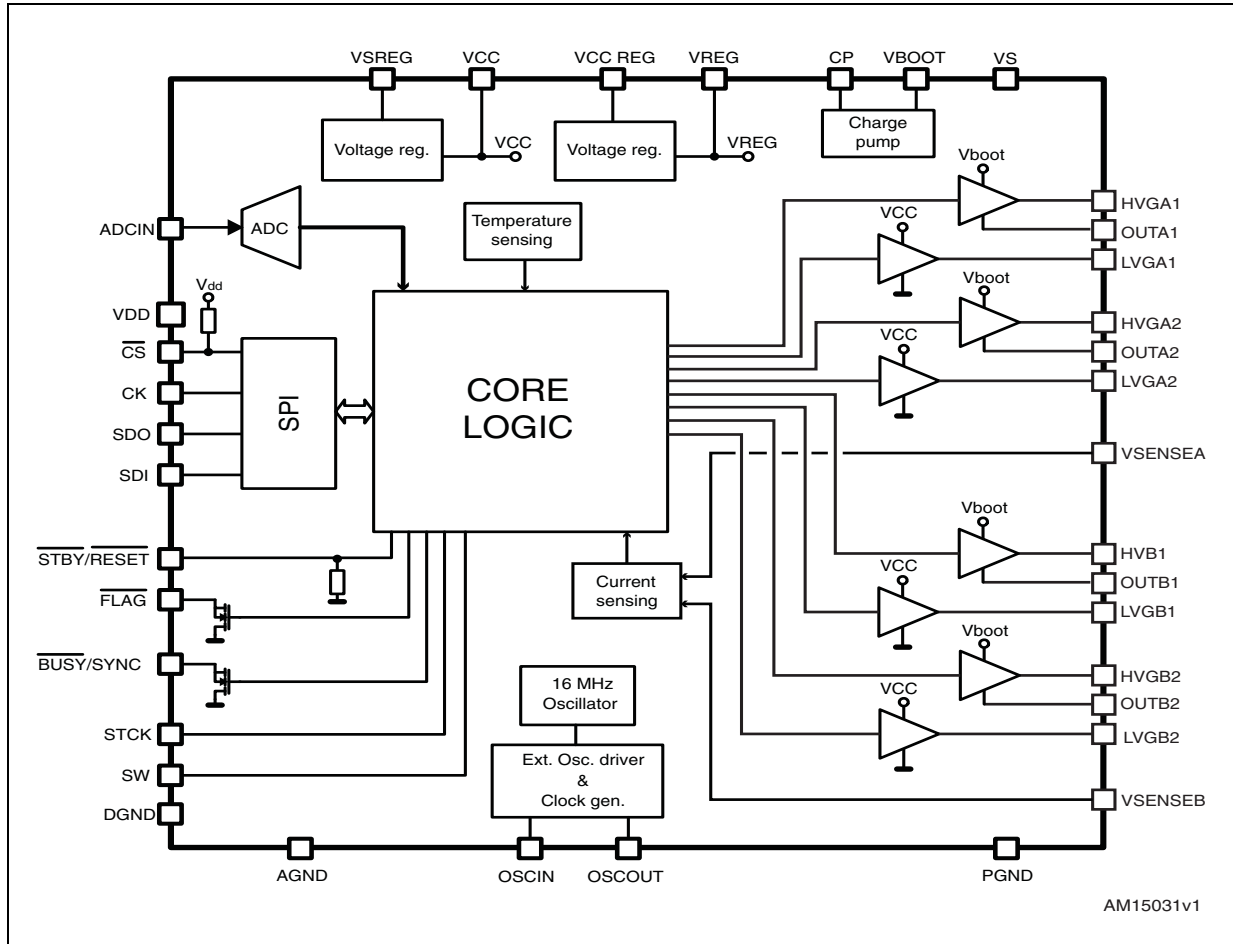 VSREG
VCC
VCC REG
VREG
CP
VBOOT
VS
Voltage reg.
VCC
Voltage reg.
VREG
Charge
pump
ADCIN
ADC
Temperature
sensing
Vboot
HVGA1
OUTA1
VCC
LVGA1
Vboot
HVGA2
OUTA2
VCC
LVGA2
Vdd
VDD
CS
CK
SDO
SDI
SPI
CORE
LOGIC
VSENSEA
STBY/RESET
FLAG
BUSY/SYNC
STCK
SW
DGND
Current
sensing
Vboot
HVB1
OUTB1
VCC
LVGB1
Vboot
HVGB2
OUTB2
VCC
LVGB2
VSENSEB
16 MHz
Oscillator
Ext. Osc. driver
&
Clock gen.
AGND
OSCIN
OSCOUT
PGND
AM15031v1